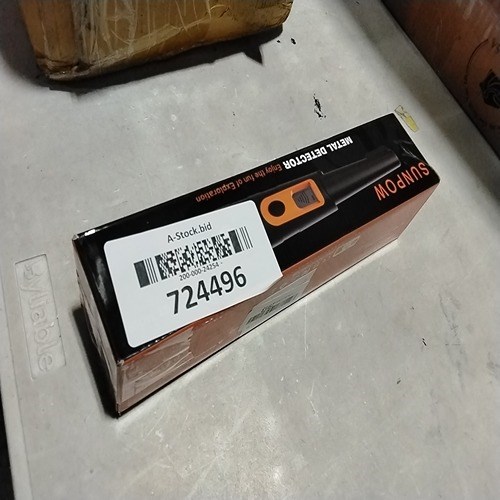 SUNPOW
METAL DETECTOR Enjoy the fun of Exploration
A-Stock.bid
200-000-24254 -
724496